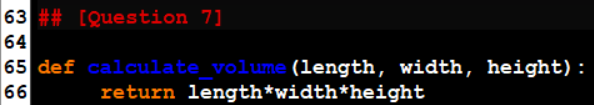 63 ## [Question 7]
64
65 def calculate_volume(length, width, height):
66     return length*width*height